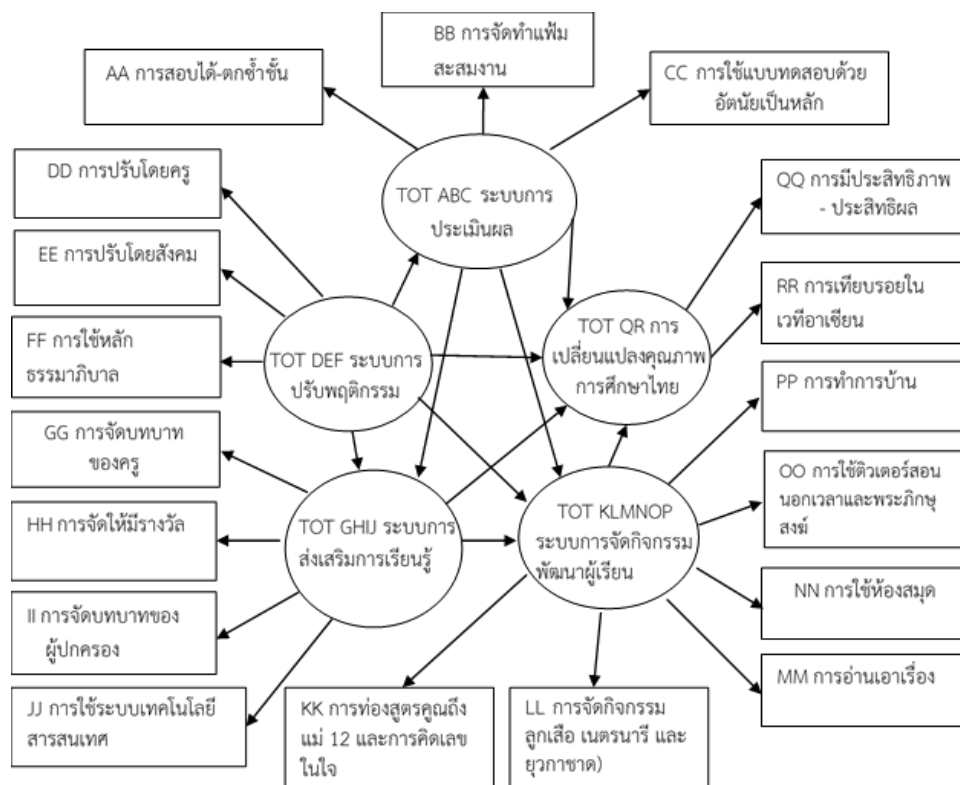 BB การจัดทำแฟ้ม
สะสมงาน
AA การสอบได้-ตกซ้ำชั้น
CC การใช้แบบทดสอบด้วย
อัตนัยเป็นหลัก
TOT ABC ระบบการ
ประเมินผล
DD การปรับโดยครู
QQ การมีประสิทธิภาพ
- ประสิทธิผล
EE การปรับโดยสังคม
RR การเทียบรอยใน
เวทีอาเซียน
TOT QR การ
เปลี่ยนแปลงคุณภาพ
การศึกษาไทย
FF การใช้หลัก
ธรรมาภิบาล
TOT DEF ระบบการ
ปรับพฤติกรรม
PP การทำการบ้าน
GG การจัดบทบาท
ของครู
OO การใช้ติวเตอร์สอน
นอกเวลาและพระภิกษุ
สงฆ์
HH การจัดให้มีรางวัล
TOT GHIJ ระบบการ
ส่งเสริมการเรียนรู้
TOT KLMNOP
ระบบการจัดกิจกรรม
พัฒนาผู้เรียน
NN การใช้ห้องสมุด
II การจัดบทบาทของ
ผู้ปกครอง
MM การอ่านเอาเรื่อง
JJ การใช้ระบบเทคโนโลยี
สารสนเทศ
KK การท่องสูตรคูณถึง
แม่ 12 และการคิดเลข
ในใจ
LL การจัดกิจกรรม
ลูกเสือ เนตรนารี และ
ยุวกาชาด)